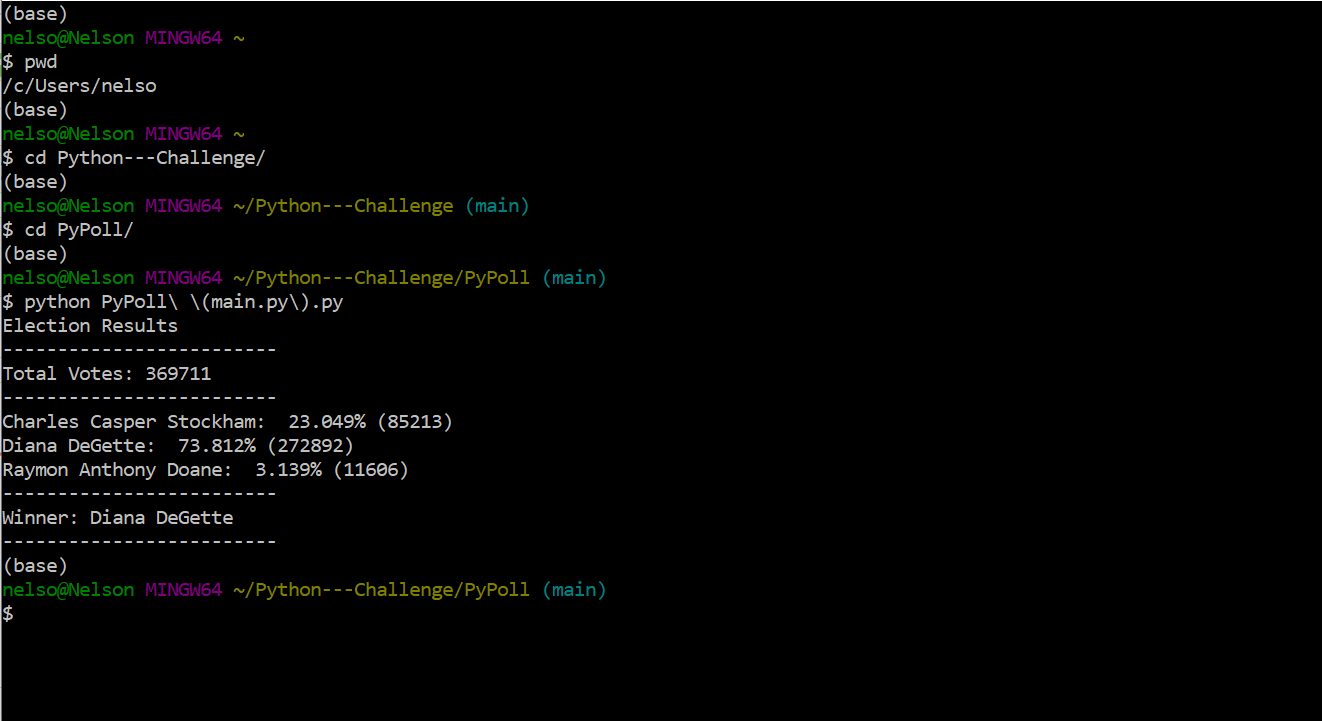 (base)
nelso@Nelson MINGW64 ~
$ pwd
/c/Users/nelso
(base)
nelso@Nelson MINGW64 ~
$ cd Python---Challenge/
(base)
nelso@Nelson MINGW64 ~/Python---Challenge (main)
$ cd PyPoll/
(base)
nelso@Nelson MINGW64 ~/Python---Challenge/PyPoll (main)
$ python PyPoll\ \(main.py\).py
Election Results
-------------------------
Total Votes: 369711
-------------------------
Charles Casper Stockham:  23.049% (85213)
Diana DeGette:  73.812% (272892)
Raymon Anthony Doane:  3.139% (11606)
-------------------------
Winner: Diana DeGette
-------------------------
(base)
nelso@Nelson MINGW64 ~/Python---Challenge/PyPoll (main)
$